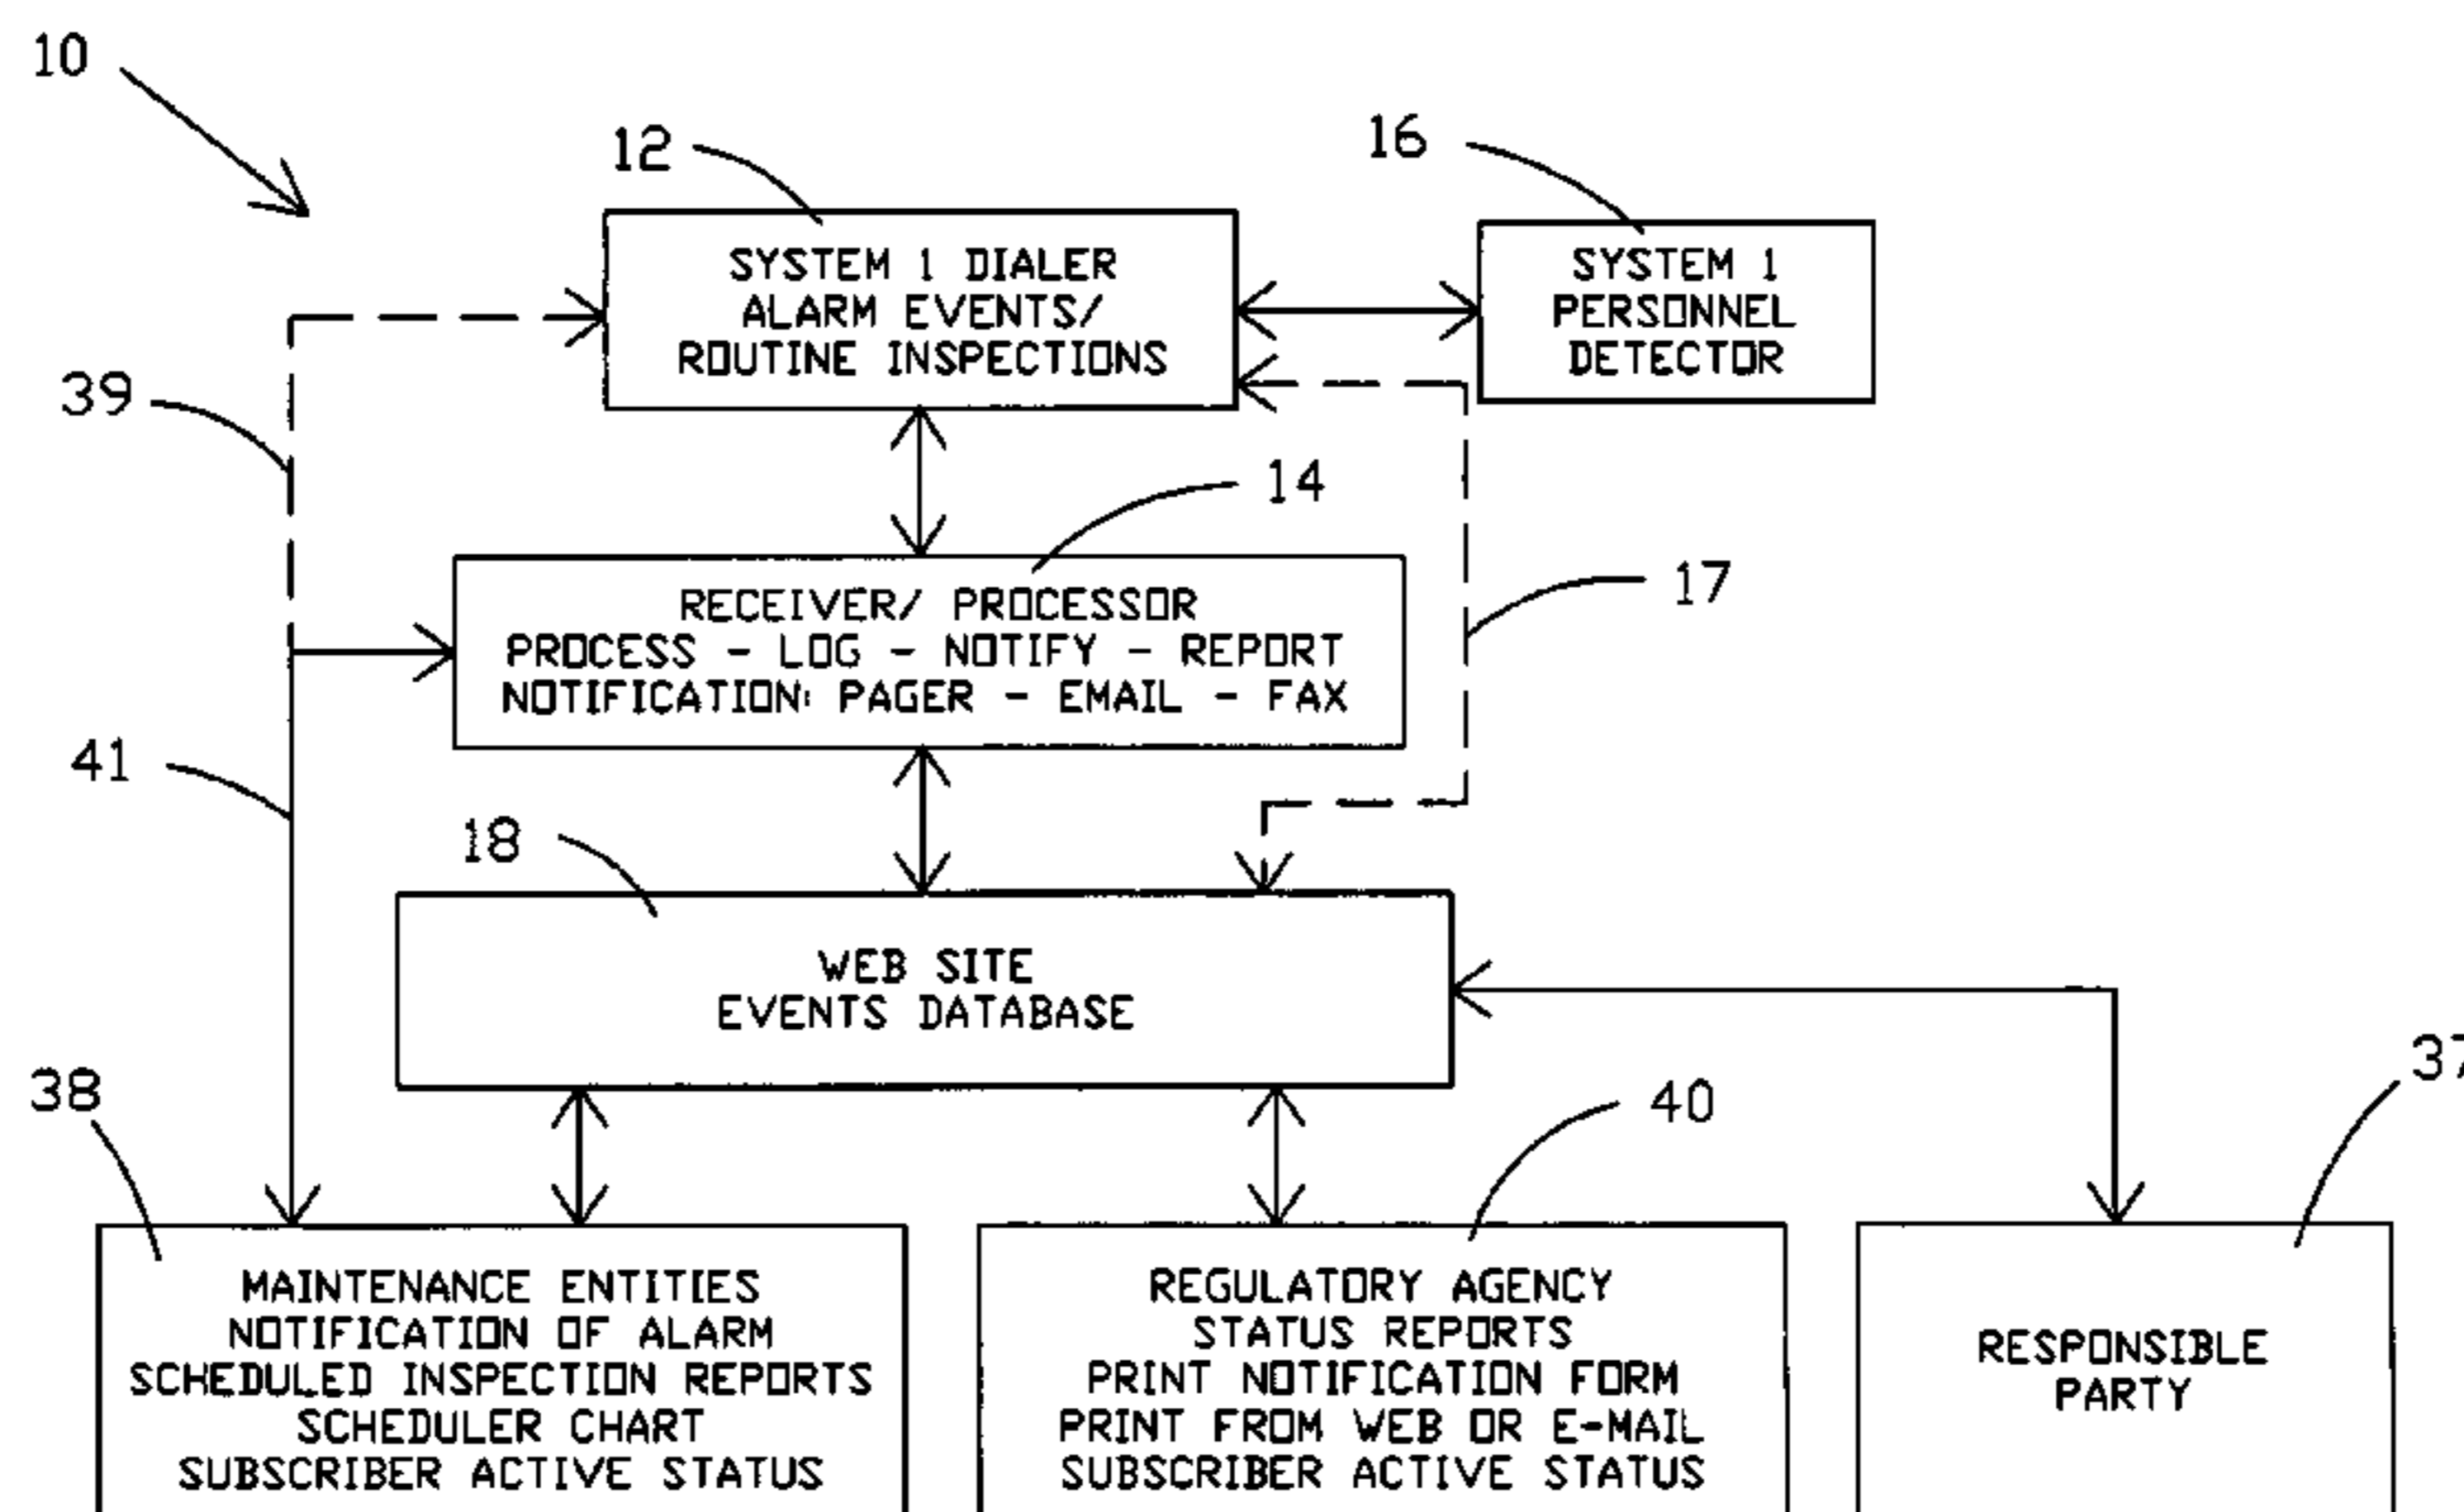 10
12
16
SYSTEM 1 DIALER
ALARM EVENTS/
ROUTINE INSPECTIONS
SYSTEM 1
PERSONNEL
DETECTOR
39
14
17
RECEIVER/ PROCESSOR
PROCESS - LOG - NOTIFY - REPORT
NOTIFICATION: PAGER - EMAIL - FAX
41
18
WEB SITE
EVENTS DATABASE
38
40
37
MAINTENANCE ENTITIES
NOTIFICATION OF ALARM
SCHEDULED INSPECTION REPORTS
SCHEDULER CHART
SUBSCRIBER ACTIVE STATUS
REGULATORY AGENCY
STATUS REPORTS
PRINT NOTIFICATION FORM
PRINT FROM WEB OR E-MAIL
SUBSCRIBER ACTIVE STATUS
RESPONSIBLE
PARTY